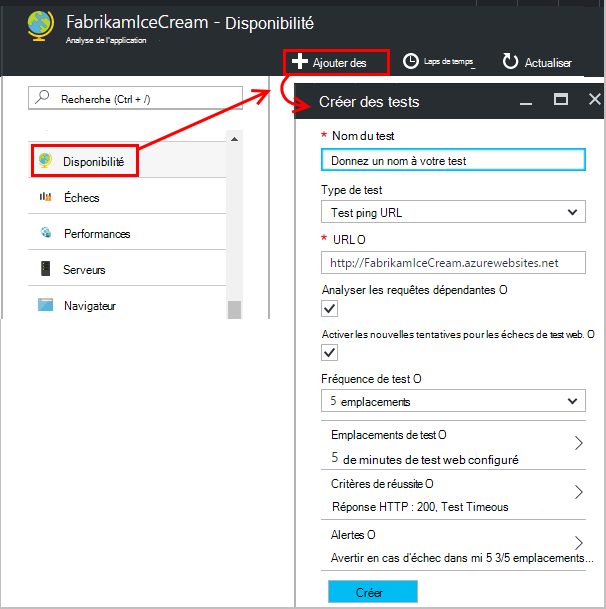 FabrikamIceCream - Disponibilité
Analyse de l'application
Ajouter des
Laps de temps_
Actualiser
Recherche (Ctrl + /)
Disponibilité
Échecs
Performances
Serveurs
Navigateur
Créer des tests
* Nom du test
Donnez un nom à votre test
Type de test
Test ping URL
* URL O
http://FabrikamIceCream.azurewebsites.net
Analyser les requêtes dépendantes O
Activer les nouvelles tentatives pour les échecs de test web. O
Fréquence de test O
5 emplacements
Emplacements de test O
5 de minutes de test web configuré
Critères de réussite O
Réponse HTTP : 200, Test Timeous
Alertes O
Avertir en cas d'échec dans mi 5 3/5 emplacements...
Créer